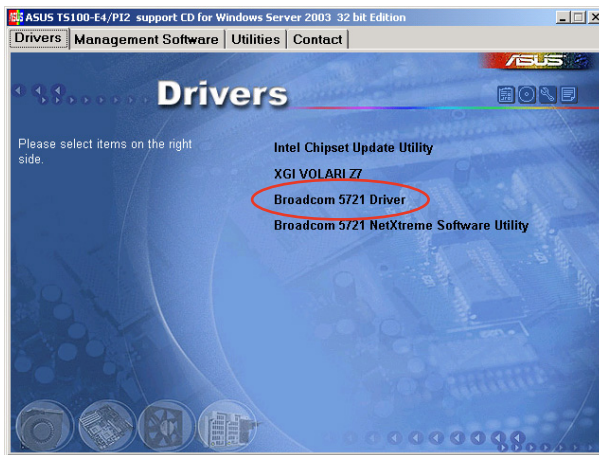 ASUS TS100-E4/PI2 support CD for Windows Server 2003 32 bit Edition
Drivers Management Software Utilities Contact
ASUS
Drivers
Please select items on the right
side.
Intel Chipset Update Utility
XGI VOLARI Z7
Broadcom 5721 Driver
Broadcom 5721 NetXtreme Software Utility